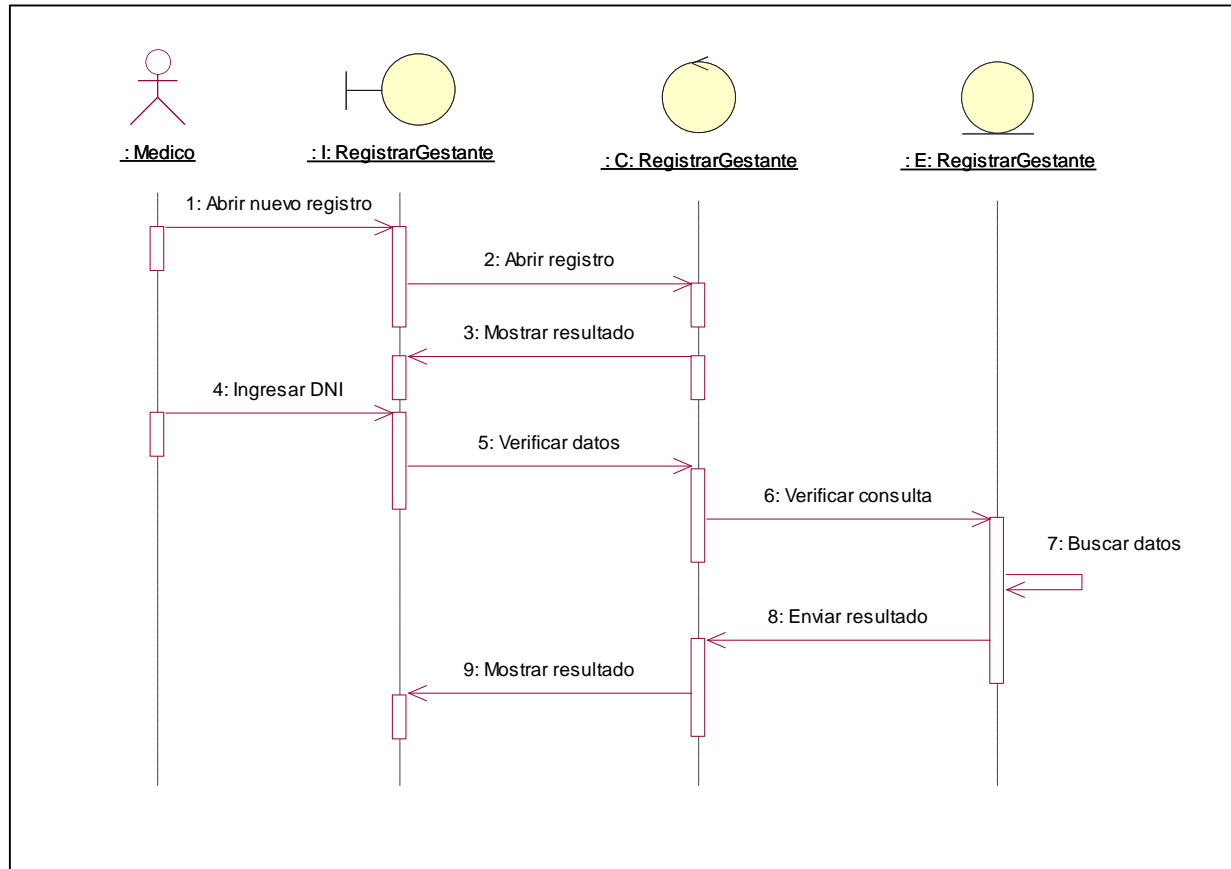 : Medico
: I: RegistrarGestante
: C: RegistrarGestante
: E: RegistrarGestante
1: Abrir nuevo registro
2: Abrir registro
3: Mostrar resultado
4: Ingresar DNI
5: Verificar datos
6: Verificar consulta
7: Buscar datos
8: Enviar resultado
9: Mostrar resultado